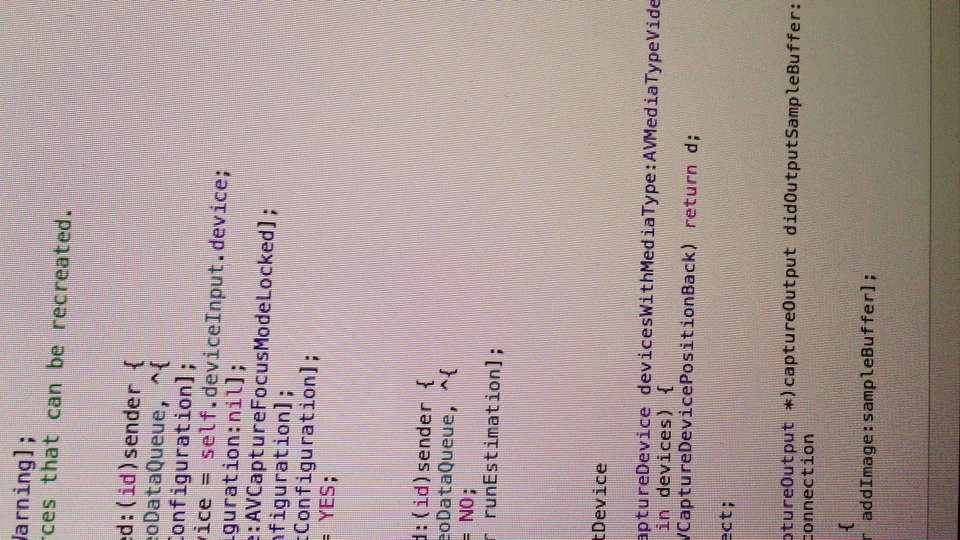 Warning];
rces that can be recreated.
ed:(id)sender {
eoDataQueue, ^{
Configuration];
vice = self.deviceInput.device;
iguration:nil];
e:AVCaptureFocusModeLocked];
nfiguration];
tConfiguration];
= YES;
d:(id)sender {
eoDataQueue, ^{
= NO;
r runEstimation];
tDevice
aptureDevice devicesWithMediaType:AVMediaTypeVide
in devices) {
VCaptureDevicePositionBack) return d;
ect;
ptureOutput *)captureOutput didOutputSampleBuffer:
connection
{
r addImage:sampleBuffer];